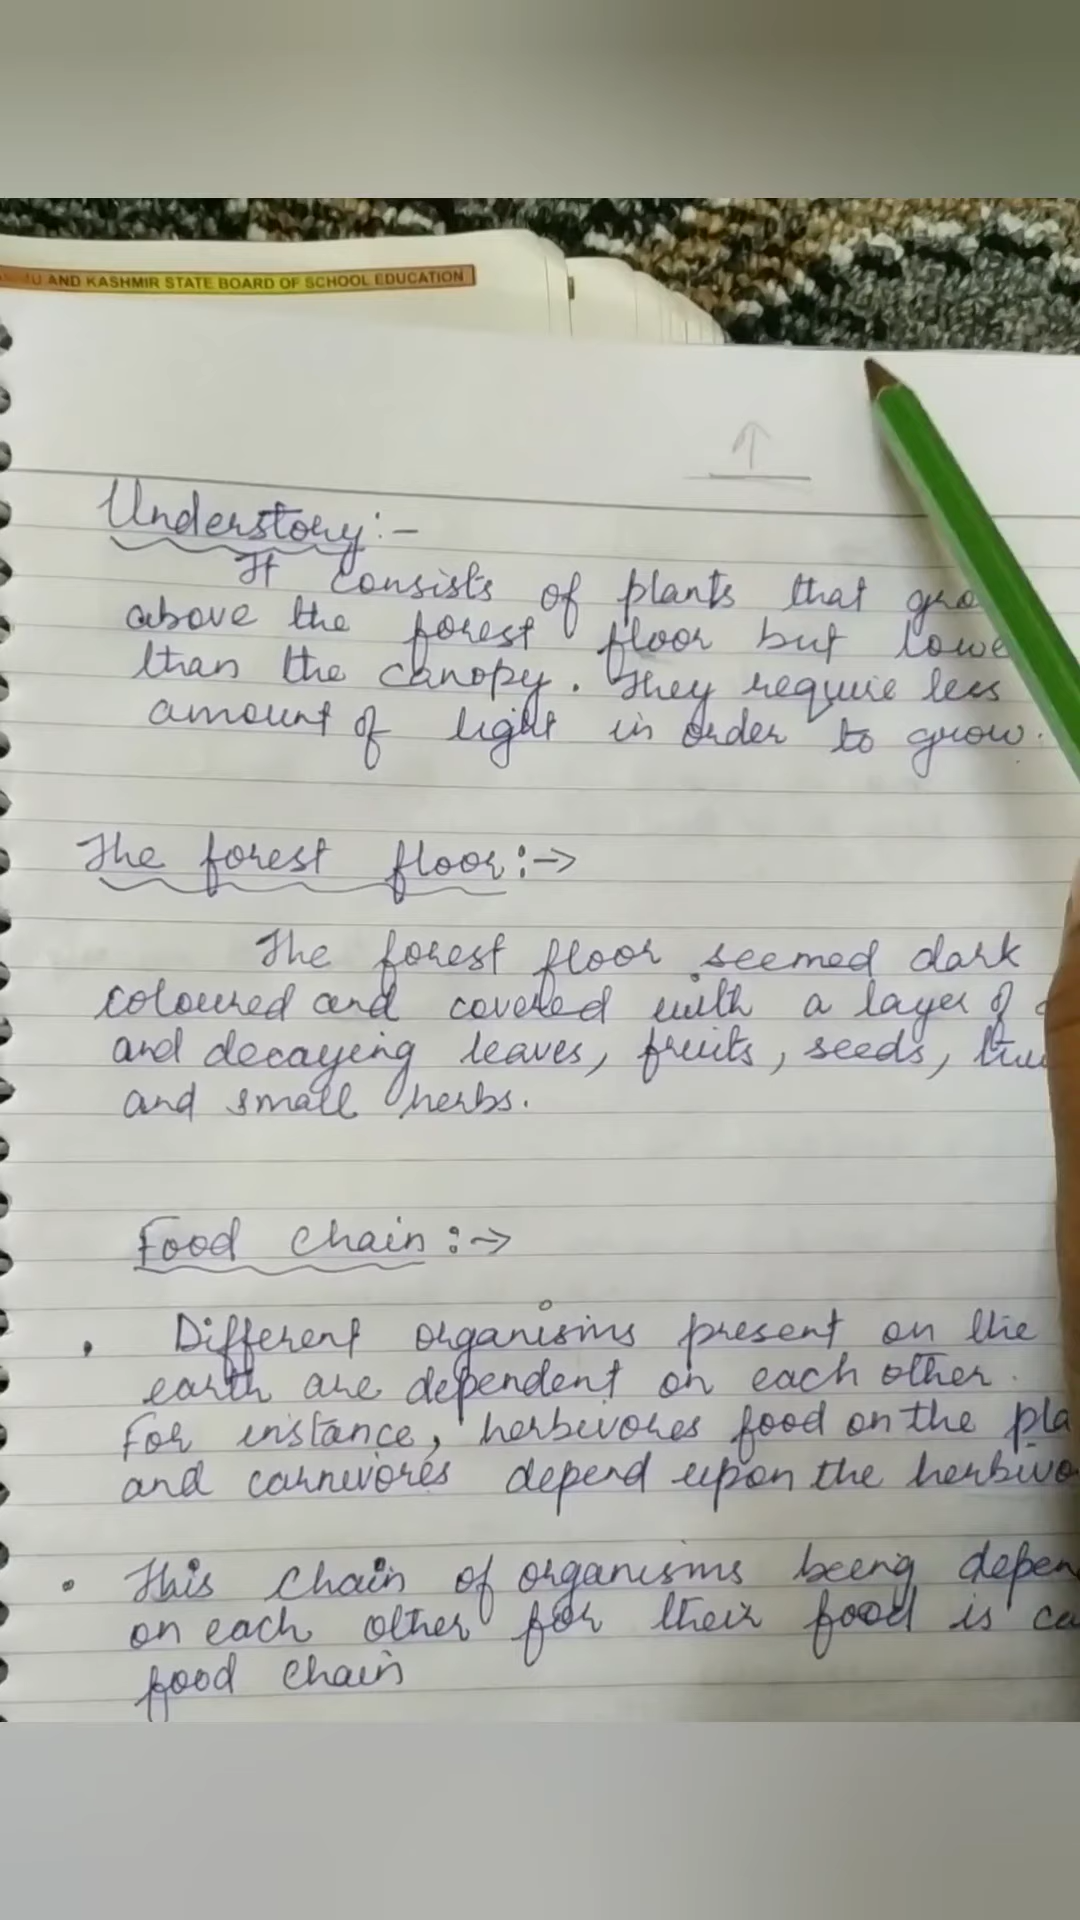 AND KASHMIR STATE BOARD OF SCHOOL EDUCATION
Understory:-
It consists of plants that
above the forest floor but
than the canopy. They require less
amount of light in order to grow.
The forest floor:->
The forest floor seemed dark
coloured and covered with a layer of
and decaying leaves, fruits, seeds,
and small herbs.
Food Chain:->
Different organisms present on the
earth are dependent on each other.
For instance, herbivores food on the
and carnivores depend upon the
This chain of organisms being
on each other for their food is
food chain